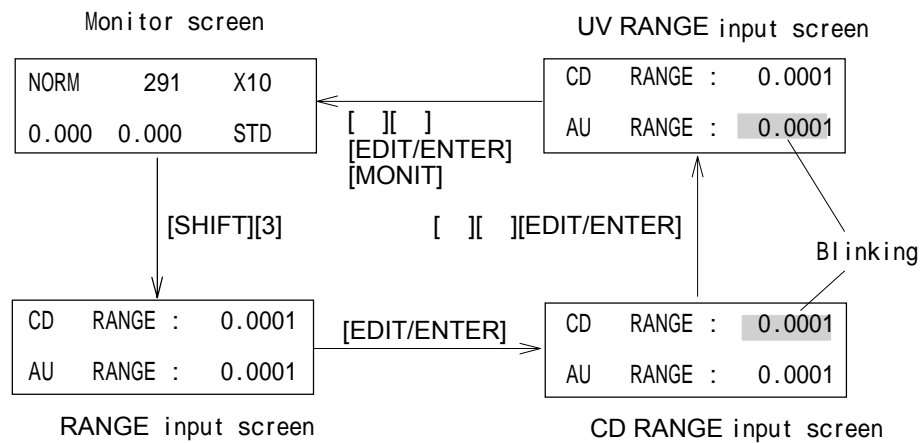 Monitor screen
NORM 291 X10
0.000 0.000 STD
UV RANGE input screen
CD RANGE : 0.0001
AU RANGE : 0.0001
[ ][ ]
[EDIT/ENTER]
[MONIT]
[SHIFT][3]
[ ][ ][EDIT/ENTER]
Blinking
CD RANGE : 0.0001
AU RANGE : 0.0001
RANGE input screen
[EDIT/ENTER]
CD RANGE : 0.0001
AU RANGE : 0.0001
CD RANGE input screen